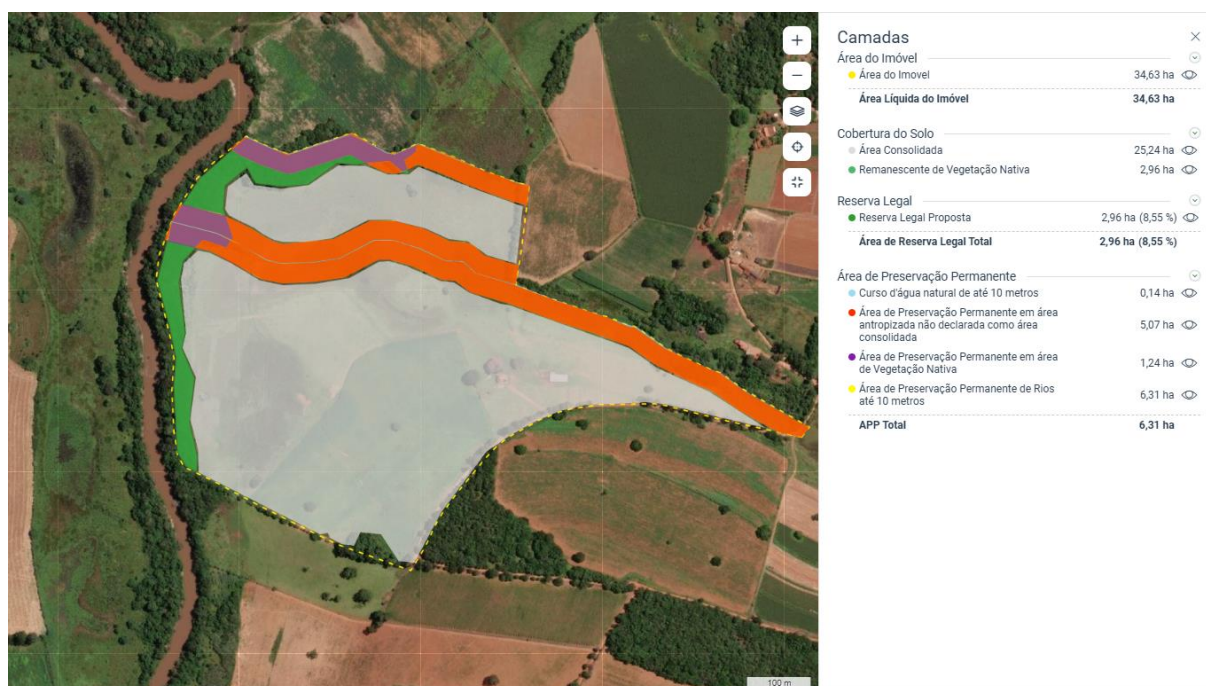 Camadas
Área do Imóvel
Área do Imovel 34,63 ha
Área Líquida do Imóvel 34,63 ha
Cobertura do Solo
Área Consolidada 25,24 ha
Remanescente de Vegetação Nativa 2,96 ha
Reserva Legal
Reserva Legal Proposta 2,96 ha (8,55 %)
Área de Reserva Legal Total 2,96 ha (8,55 %)
Área de Preservação Permanente
Curso d'água natural de até 10 metros 0,14 ha
Área de Preservação Permanente em área
antropizada não declarada como área 5,07 ha
consolidada
Área de Preservação Permanente em área 1,24 ha
de Vegetação Nativa
Área de Preservação Permanente de Rios 6,31 ha
até 10 metros
APP Total 6,31 ha
100 m